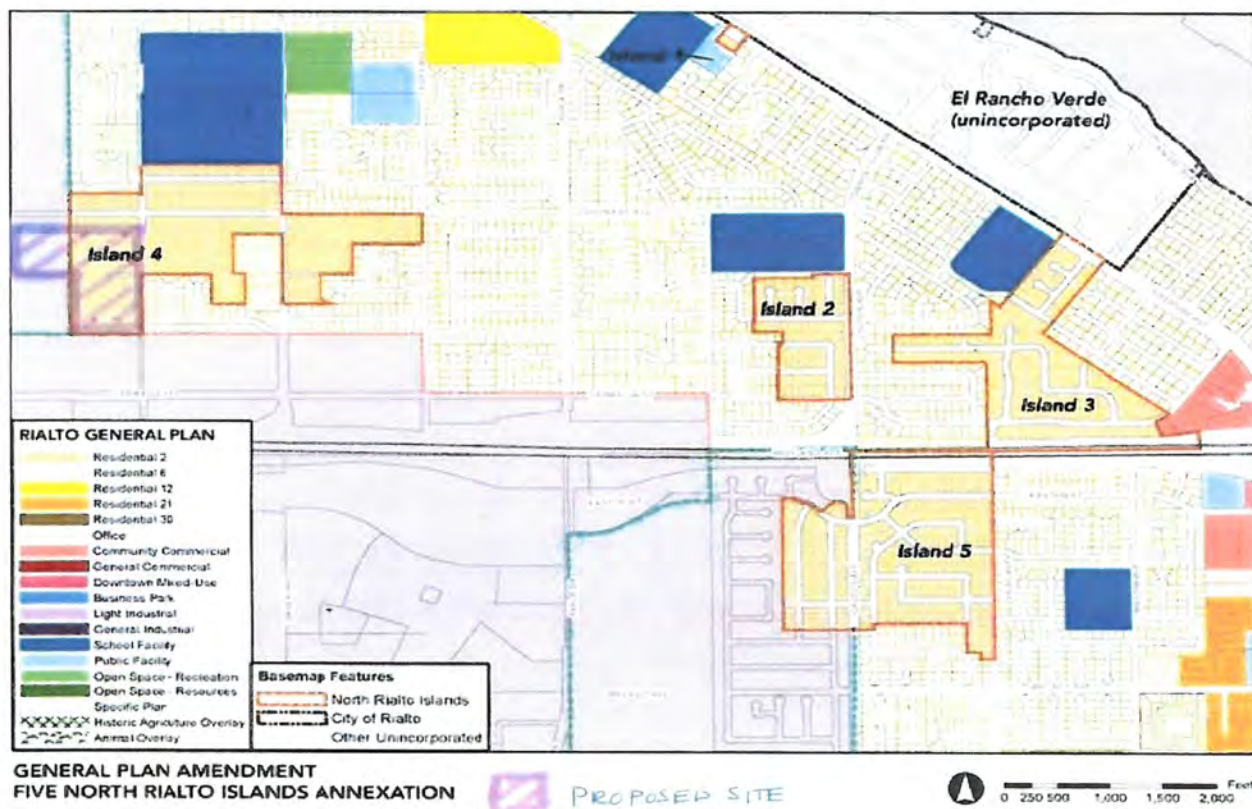 Island 1
El Rancho Verde
(unincorporated)
Island 4
Island 2
Island 3
Island 5
RIALTO GENERAL PLAN
Residential 2
Residential 6
Residential 12
Residential 21
Residential 30
Office
Community Commercial
General Commercial
Downtown Mixed-Use
Business Park
Light Industrial
General Industrial
School Facility
Public Facility
Open Space - Recreation
Open Space - Resources
Specific Plan
Historic Agriculture Overlay
Animal Overlay
Basemap Features
North Rialto Islands
City of Rialto
Other Unincorporated
GENERAL PLAN AMENDMENT
FIVE NORTH RIALTO ISLANDS ANNEXATION
PROPOSED SITE
Feet
0 250 500 1,000 1,500 2,000